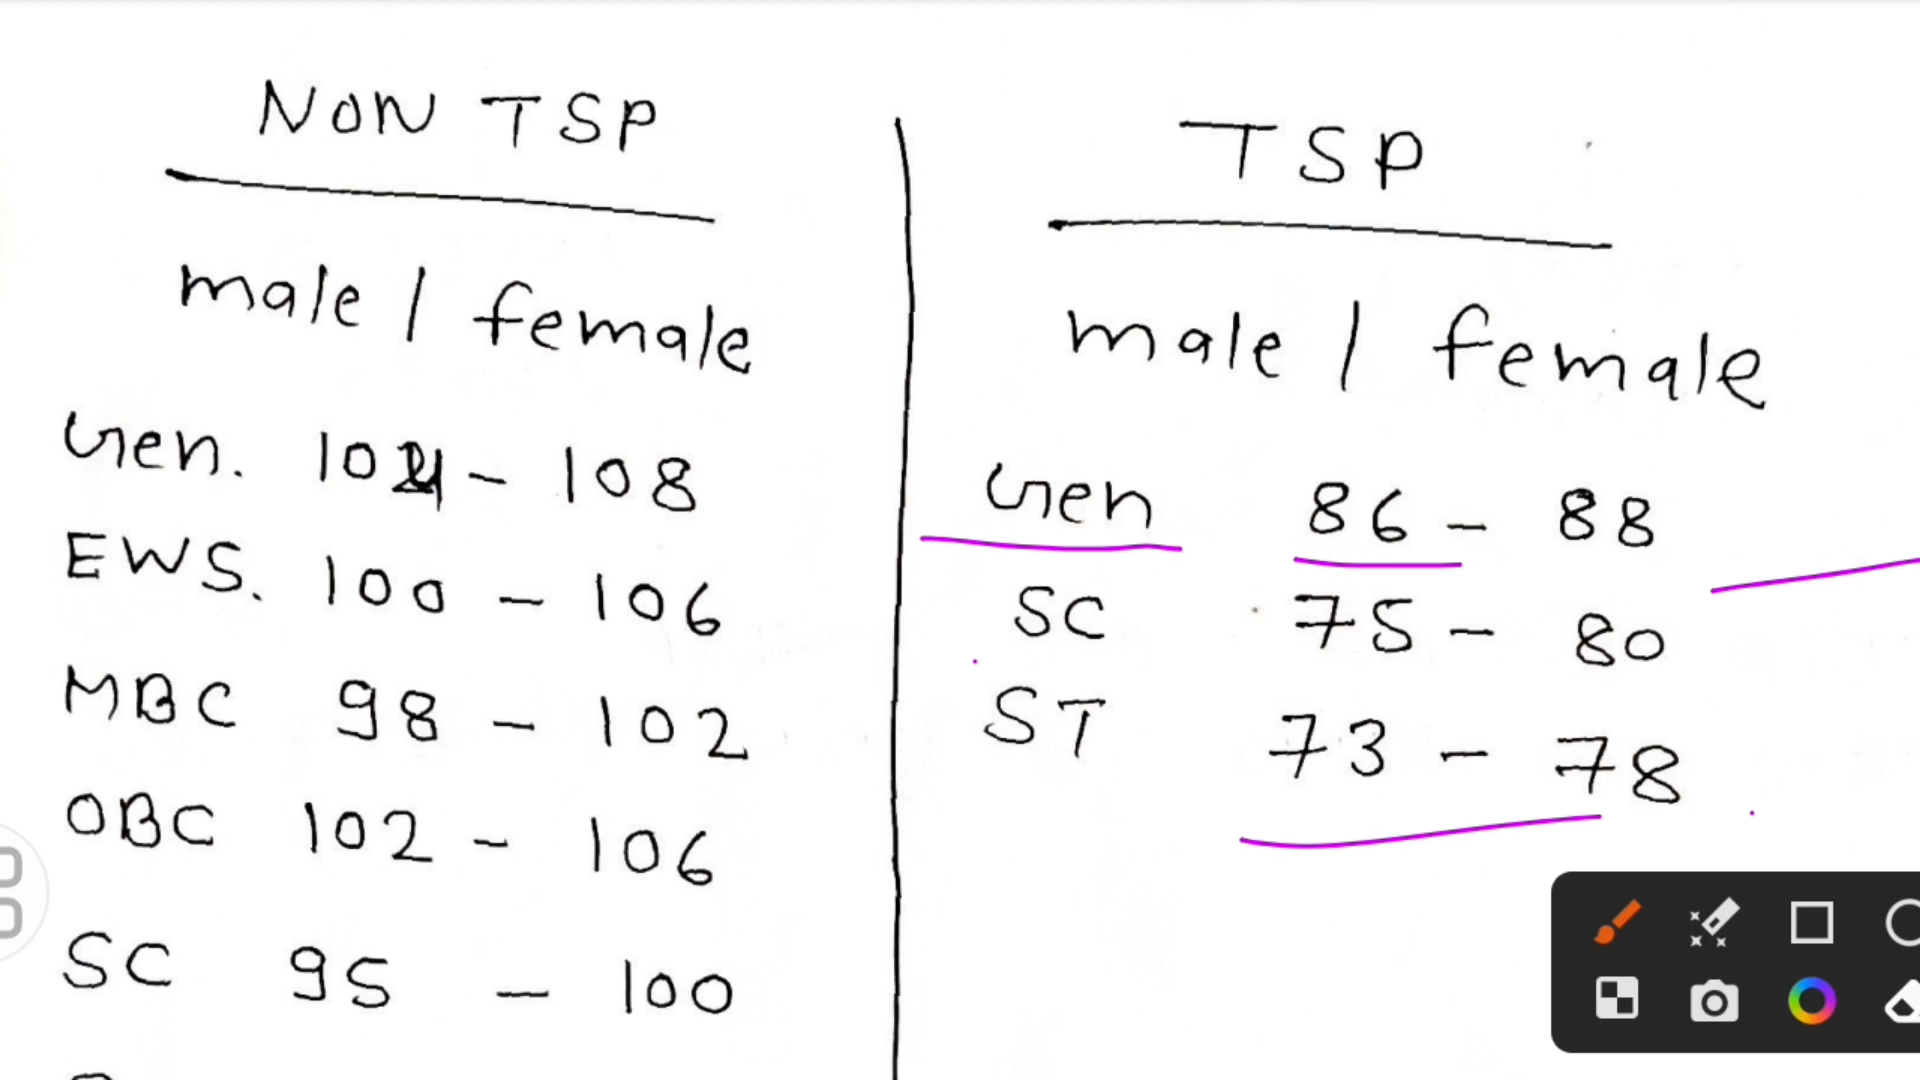 NON TSP
male / female
Gen. 104 - 108
EWS. 100 - 106
MBC 98 - 102
OBC 102 - 106
SC 95 - 100
TSP
male / female
Gen 86 - 88
SC 75 - 80
ST 73 - 78